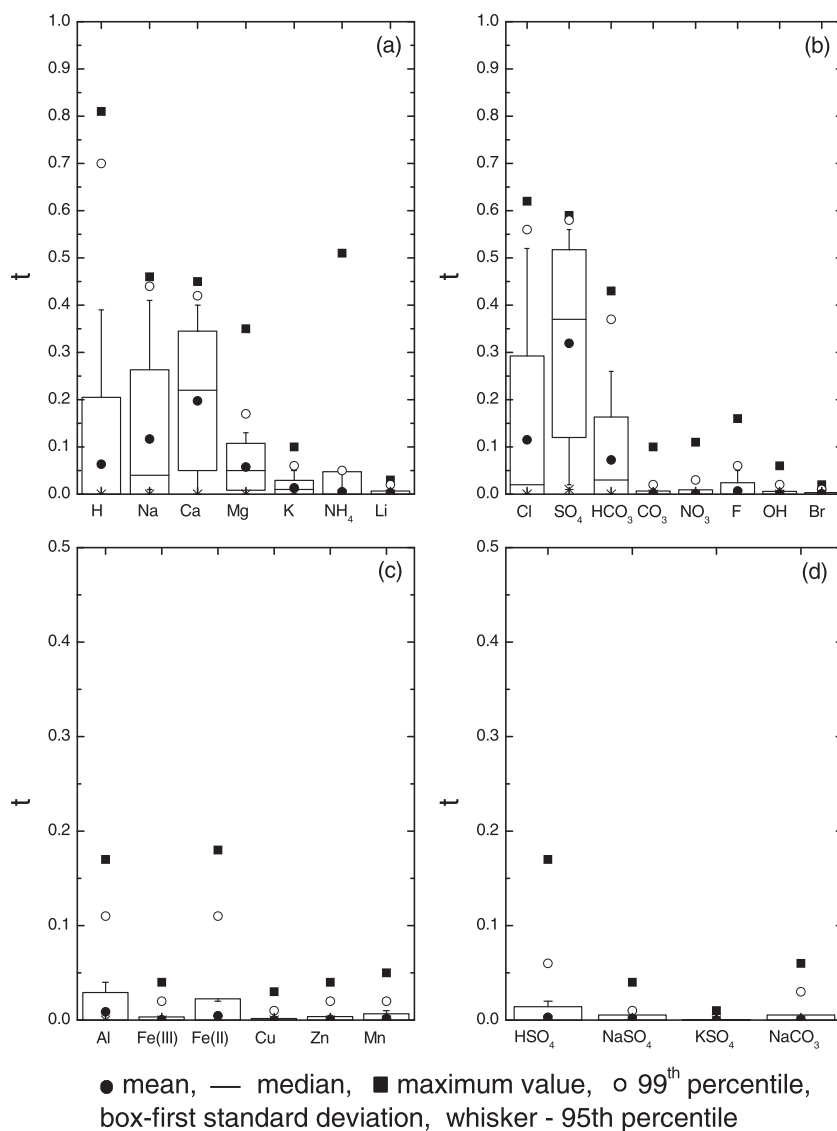 1.0
0.9
0.8
0.7
0.6
0.5
0.4
0.3
0.2
0.1
0.0
t
(a)
H Na Ca Mg K NH₄ Li
1.0
0.9
0.8
0.7
0.6
0.5
0.4
0.3
0.2
0.1
0.0
t
(b)
Cl SO₄ HCO₃ CO₃ NO₃ F OH Br
0.5
0.4
0.3
0.2
0.1
0.0
t
(c)
Al Fe(III) Fe(II) Cu Zn Mn
0.5
0.4
0.3
0.2
0.1
0.0
t
(d)
HSO₄ NaSO₄ KSO₄ NaCO₃
● mean, — median, ■ maximum value, ○ 99ᵗʰ percentile,
box-first standard deviation, whisker - 95th percentile